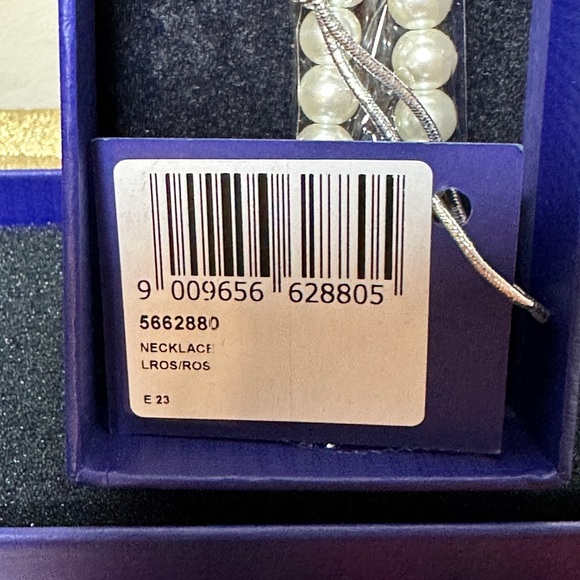 9 009656 628805
5662880
NECKLACE
LROS/ROS
E 23